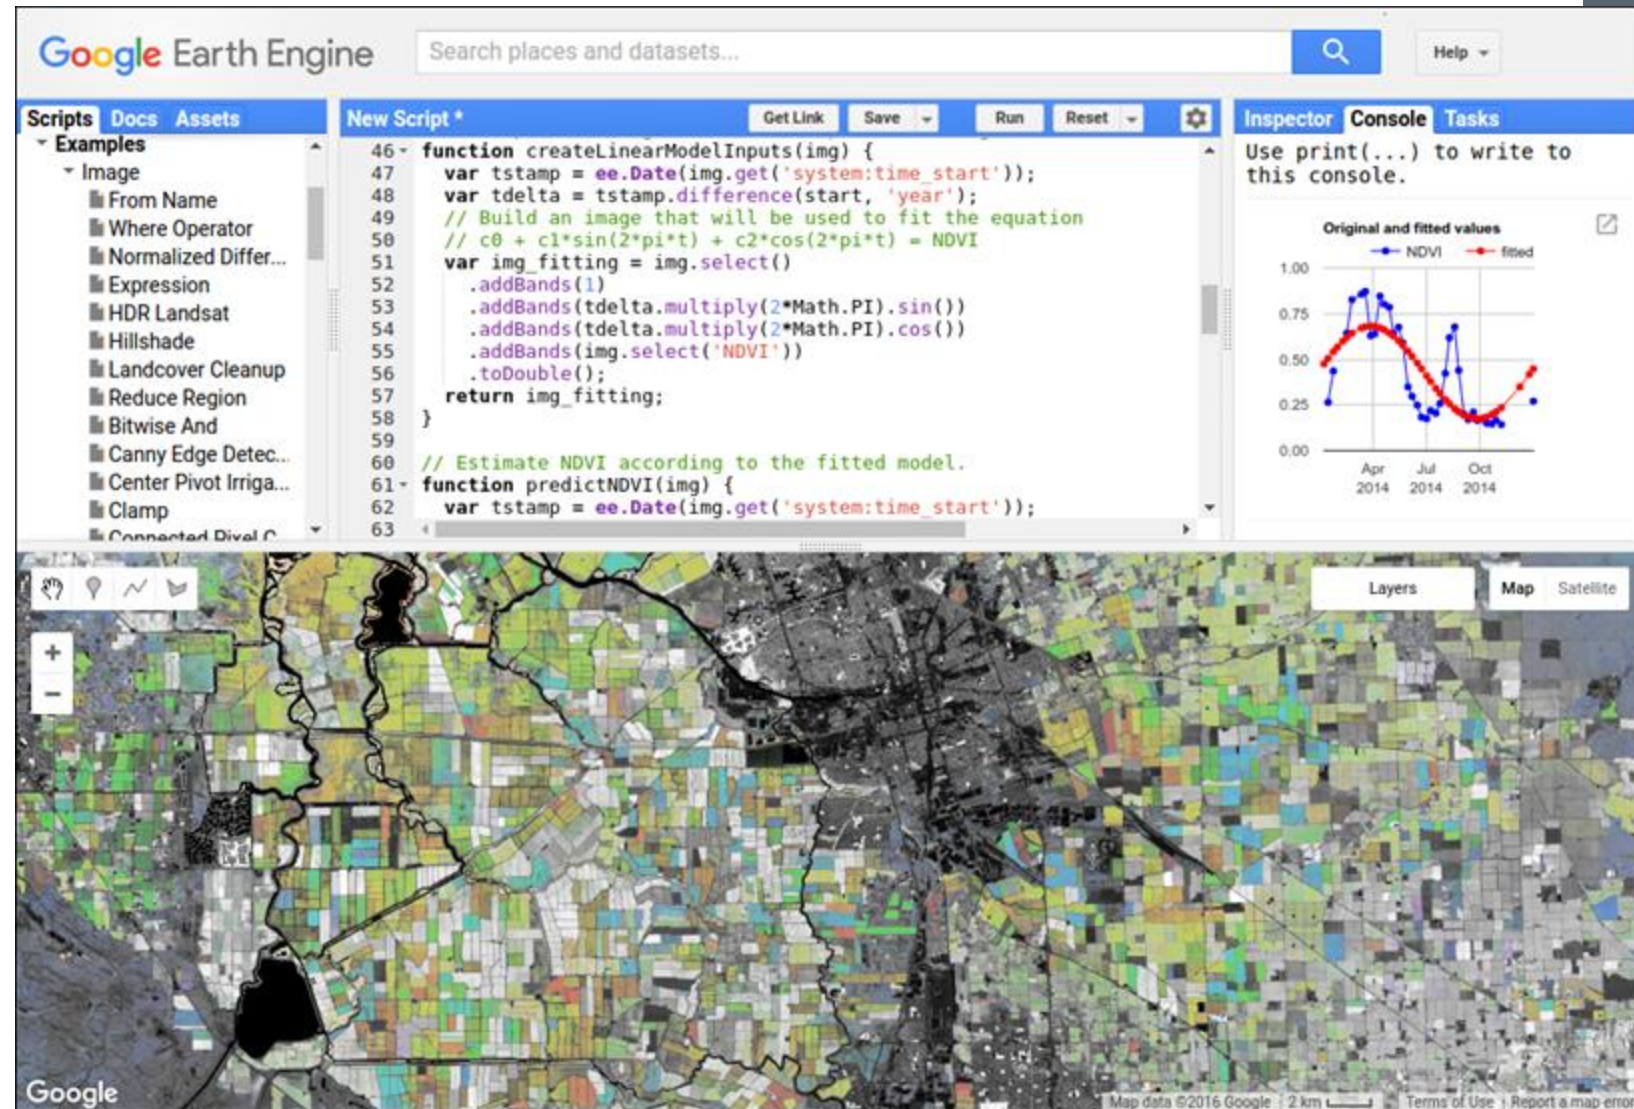 Google Earth Engine
Search places and datasets...
Help
Scripts Docs Assets
Examples
Image
From Name
Where Operator
Normalized Differ...
Expression
HDR Landsat
Hillshade
Landcover Cleanup
Reduce Region
Bitwise And
Canny Edge Detec...
Center Pivot Irriga...
Clamp
Connected Pixel C
New Script *
Get Link Save Run Reset
46 function createLinearModelInputs(img) {
47 var tstamp = ee.Date(img.get('system:time_start'));
48 var tdelta = tstamp.difference(start, 'year');
49 // Build an image that will be used to fit the equation
50 // c0 + c1*sin(2*pi*t) + c2*cos(2*pi*t) = NDVI
51 var img_fitting = img.select()
52 .addBands(1)
53 .addBands(tdelta.multiply(2*Math.PI).sin())
54 .addBands(tdelta.multiply(2*Math.PI).cos())
55 .addBands(img.select('NDVI'))
56 .toDouble();
57 return img_fitting;
58 }
59
60 // Estimate NDVI according to the fitted model.
61 function predictNDVI(img) {
62 var tstamp = ee.Date(img.get('system:time_start'));
63
Inspector Console Tasks
Use print(...) to write to
this console.
Original and fitted values
NDVI fitted
1.00
0.75
0.50
0.25
0.00
Apr Jul Oct
2014 2014 2014
Layers
Map Satellite
+
−
Google
Map data ©2016 Google 2 km Terms of Use Report a map error